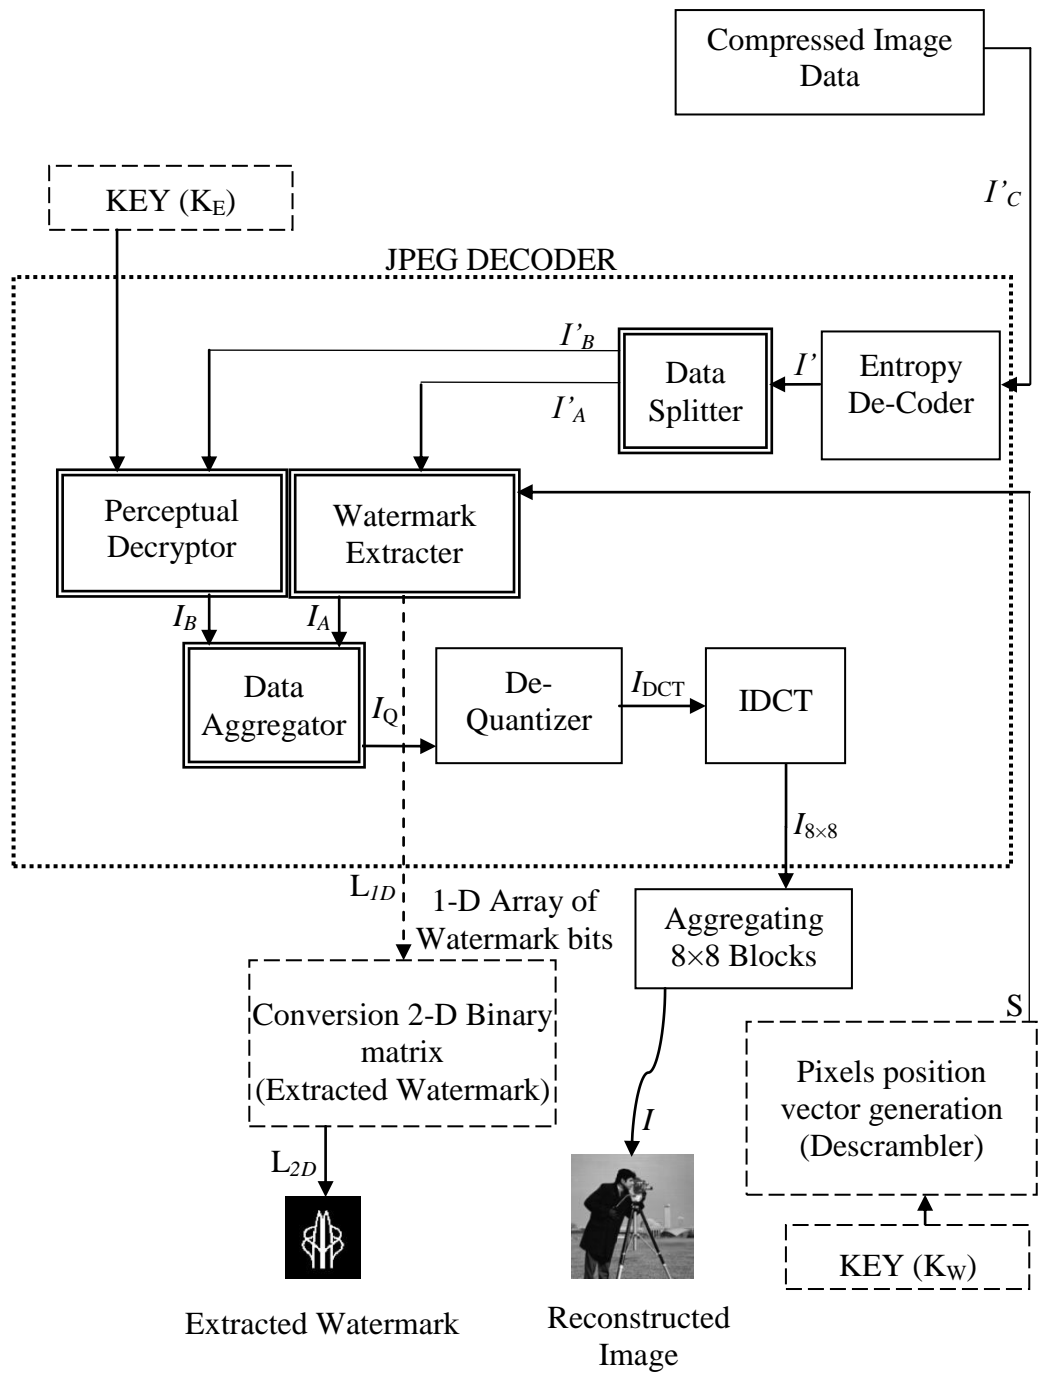 Compressed Image
Data
I'C
KEY (KE)
JPEG DECODER
I'B
I'A
Data
Splitter
I'
Entropy
De-Coder
Perceptual
Decryptor
Watermark
Extracter
IB
IA
Data
Aggregator
IQ
De-
Quantizer
IDCT
IDCT
I8×8
L1D
1-D Array of
Watermark bits
Aggregating
8×8 Blocks
Conversion 2-D Binary
matrix
(Extracted Watermark)
S
Pixels position
vector generation
(Descrambler)
I
L2D
KEY (KW)
Extracted Watermark
Reconstructed
Image